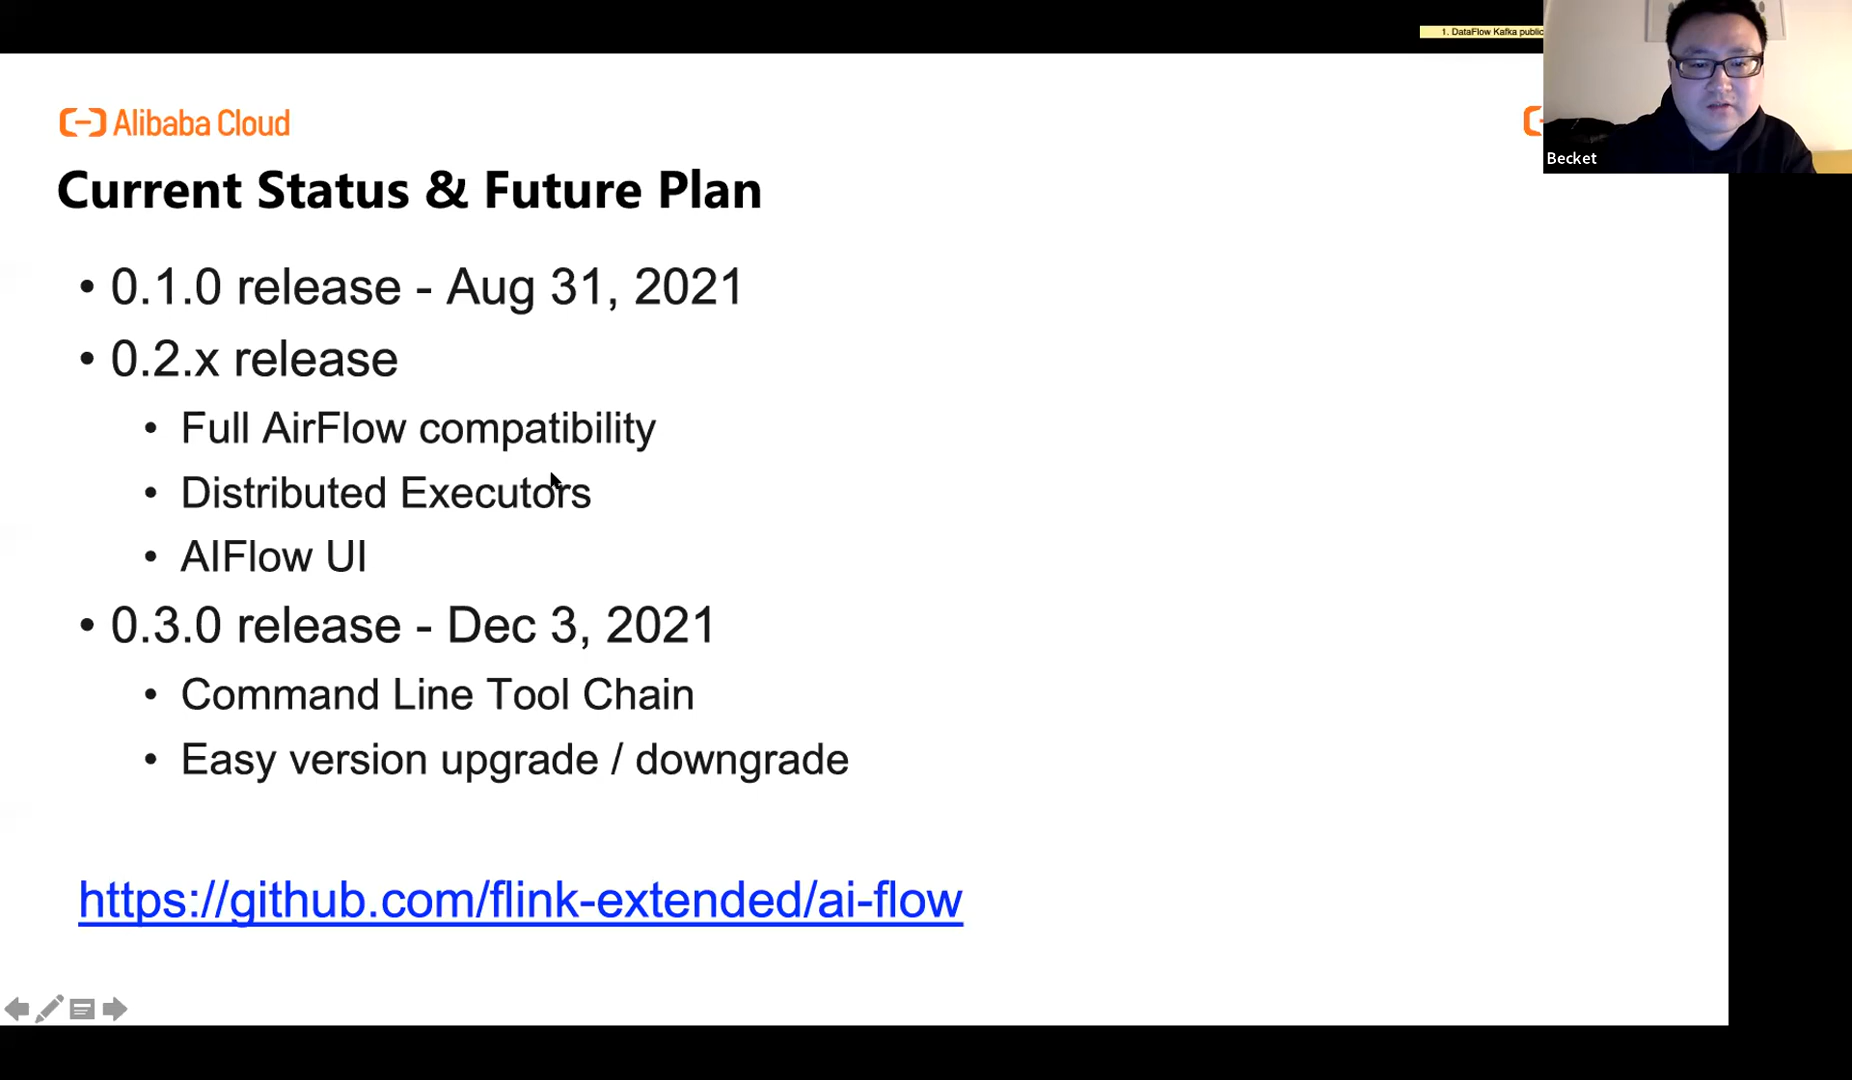 1. DataFlow Kafka public
Alibaba Cloud
Becket
Current Status & Future Plan
• 0.1.0 release - Aug 31, 2021
• 0.2.x release
• Full AirFlow compatibility
• Distributed Executors
• AIFlow UI
• 0.3.0 release - Dec 3, 2021
• Command Line Tool Chain
• Easy version upgrade / downgrade
https://github.com/flink-extended/ai-flow